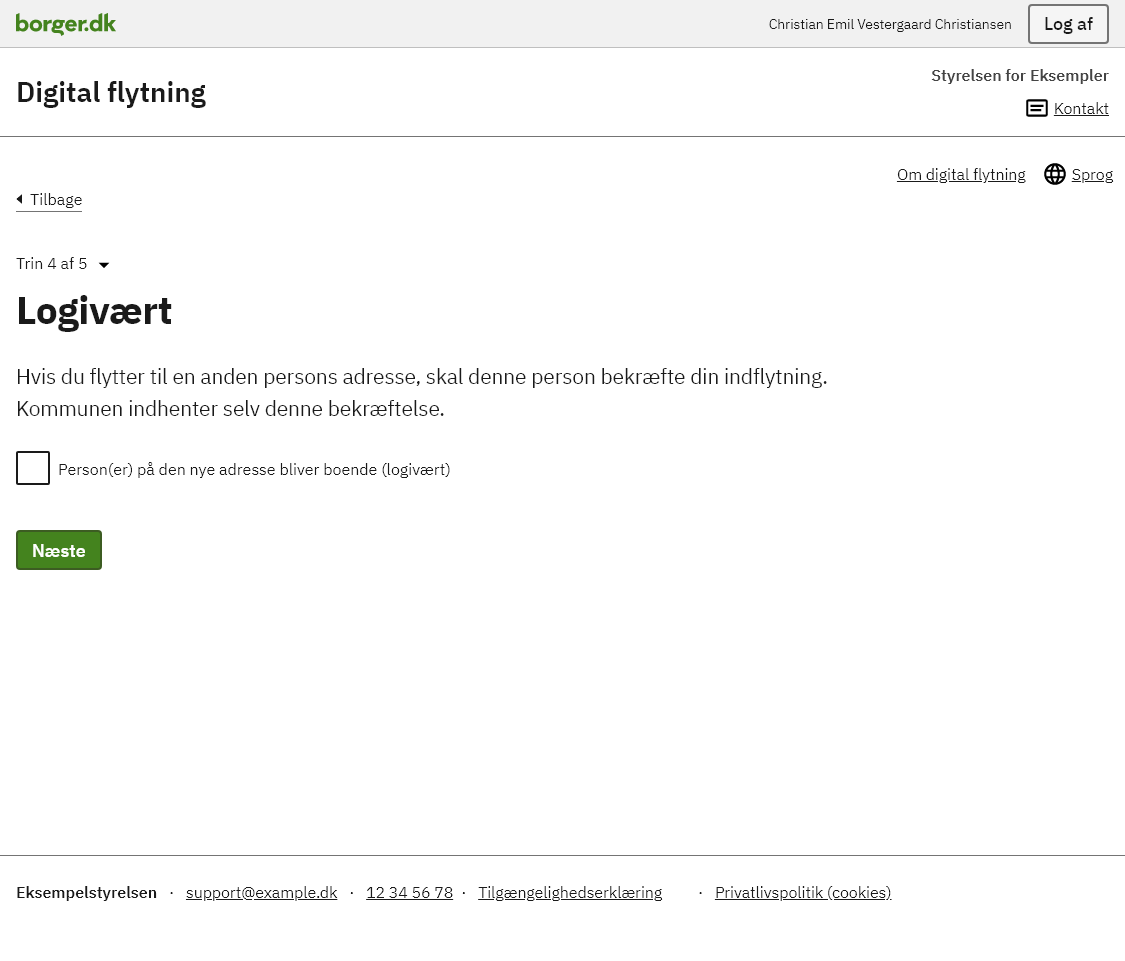 borger.dk
Christian Emil Vestergaard Christiansen
Log af
Digital flytning
Styrelsen for Eksempler
Kontakt
Om digital flytning
Sprog
Tilbage
Trin 4 af 5
Logivært
Hvis du flytter til en anden persons adresse, skal denne person bekræfte din indflytning.
Kommunen indhenter selv denne bekræftelse.
Person(er) på den nye adresse bliver boende (logivært)
Næste
Eksempelstyrelsen · support@example.dk · 12 34 56 78 · Tilgængelighedserklæring · Privatlivspolitik (cookies)